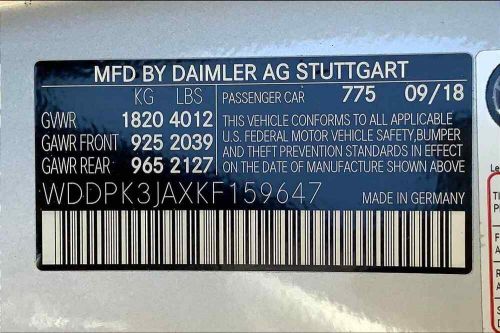 MFD BY DAIMLER AG STUTTGART
KG LBS
GVWR 1820 4012
GAWR FRONT 925 2039
GAWR REAR 965 2127
PASSENGER CAR 775 09/18
THIS VEHICLE CONFORMS TO ALL APPLICABLE
U.S. FEDERAL MOTOR VEHICLE SAFETY,BUMPER
AND THEFT PREVENTION STANDARDS IN EFFECT
ON THE DATE OF MANUFACTURE SHOWN ABOVE.
WDDPK3JAXKF159647
MADE IN GERMANY